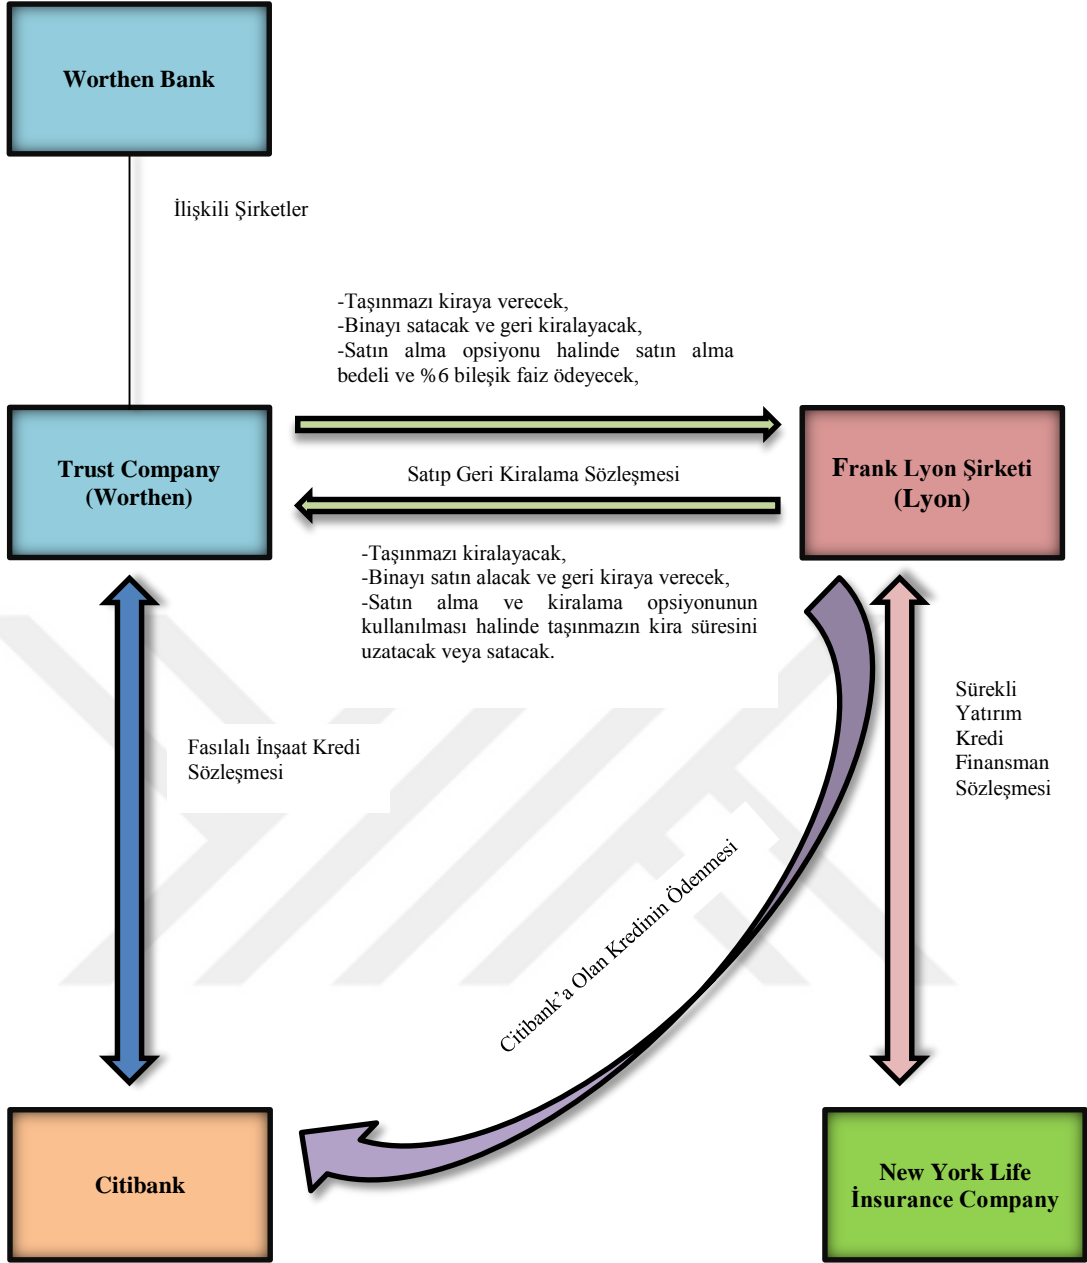 Worthen Bank
İlişkili Şirketler
-Taşınmazı kiraya verecek,
-Binayı satacak ve geri kiralayacak,
-Satın alma opsiyonu halinde satın alma
bedeli ve %6 bileşik faiz ödeyecek,
Trust Company
(Worthen)
Satıp Geri Kiralama Sözleşmesi
Frank Lyon Şirketi
(Lyon)
-Taşınmazı kiralayacak,
-Binayı satın alacak ve geri kiraya verecek,
-Satın alma ve kiralama opsiyonunun
kullanılması halinde taşınmazın kira süresini
uzatacak veya satacak.
Fasılalı İnşaat Kredi
Sözleşmesi
Sürekli
Yatırım
Kredi
Finansman
Sözleşmesi
Citibank’a Olan Kredinin Ödenmesi
Citibank
New York Life
İnsurance Company